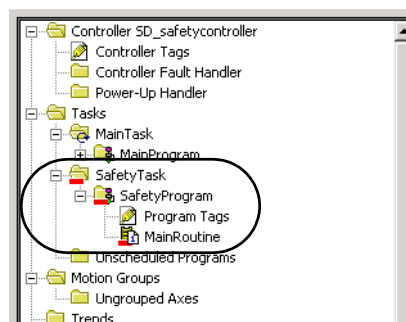 Controller SD_safetycontroller
Controller Tags
Controller Fault Handler
Power-Up Handler
Tasks
MainTask
MainProgram
SafetyTask
SafetyProgram
Program Tags
MainRoutine
Unscheduled Programs
Motion Groups
Ungrouped Axes
Trends